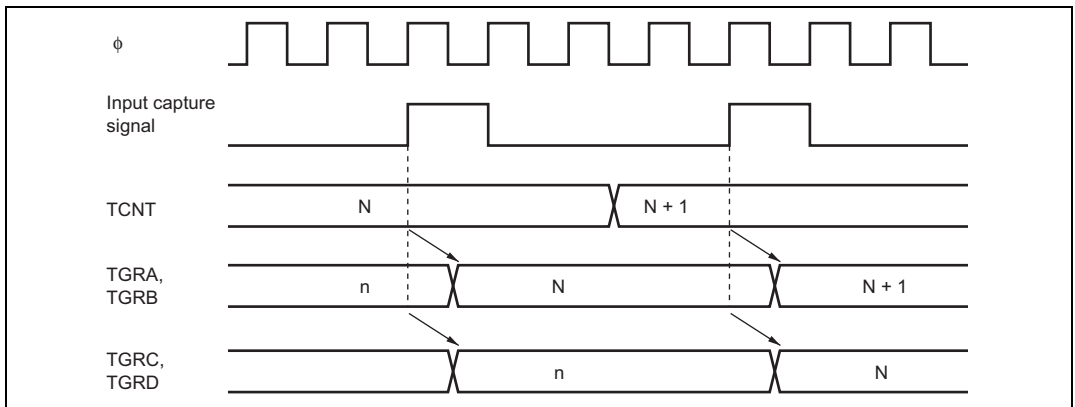 φ
Input capture
signal
TCNT
N
N + 1
TGRA,
TGRB
n
N
N + 1
TGRC,
TGRD
n
N